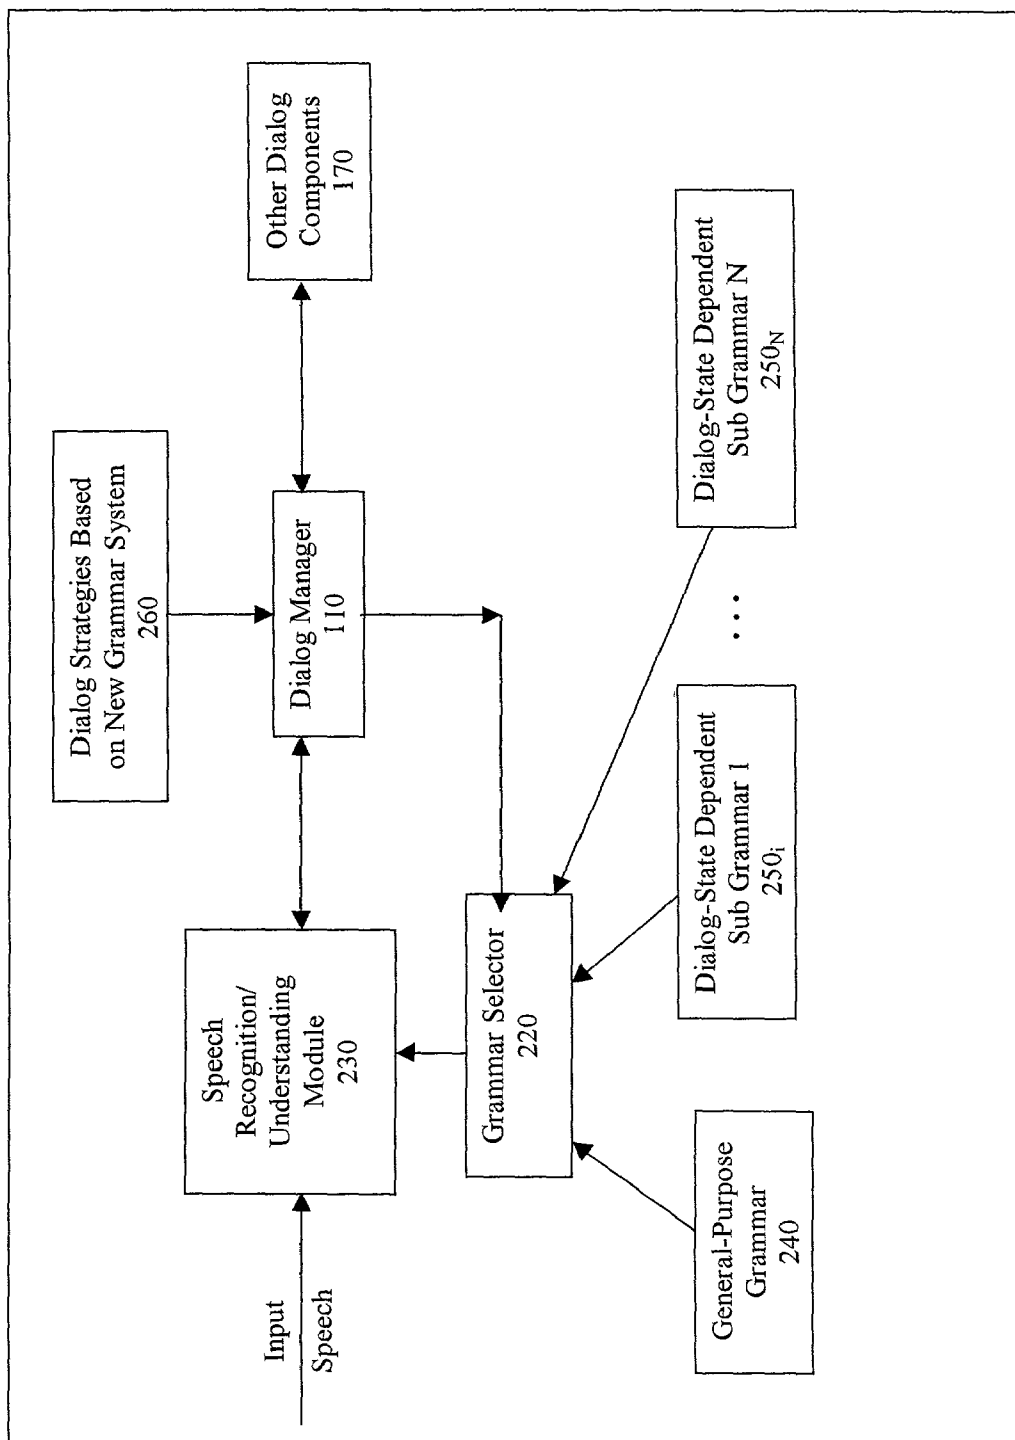 Dialog Strategies Based
on New Grammar System
260
Input
Speech
Speech
Recognition/
Understanding
Module
230
Dialog Manager
110
Other Dialog
Components
170
Grammar Selector
220
General-Purpose
Grammar
240
Dialog-State Dependent
Sub Grammar 1
250i
...
Dialog-State Dependent
Sub Grammar N
250N